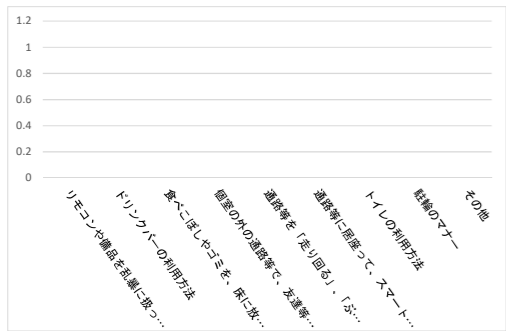 1.2
1
0.8
0.6
0.4
0.2
0
リモコンや備品を乱暴に扱っ…
ドリンクバーの利用方法
食べこぼしやゴミを、床に放…
個室の外の通路等で、友達等…
通路等を「走り回る」。「ふ…
通路等に居座って、スマート…
トイレの利用方法
駐輪のマナー
その他